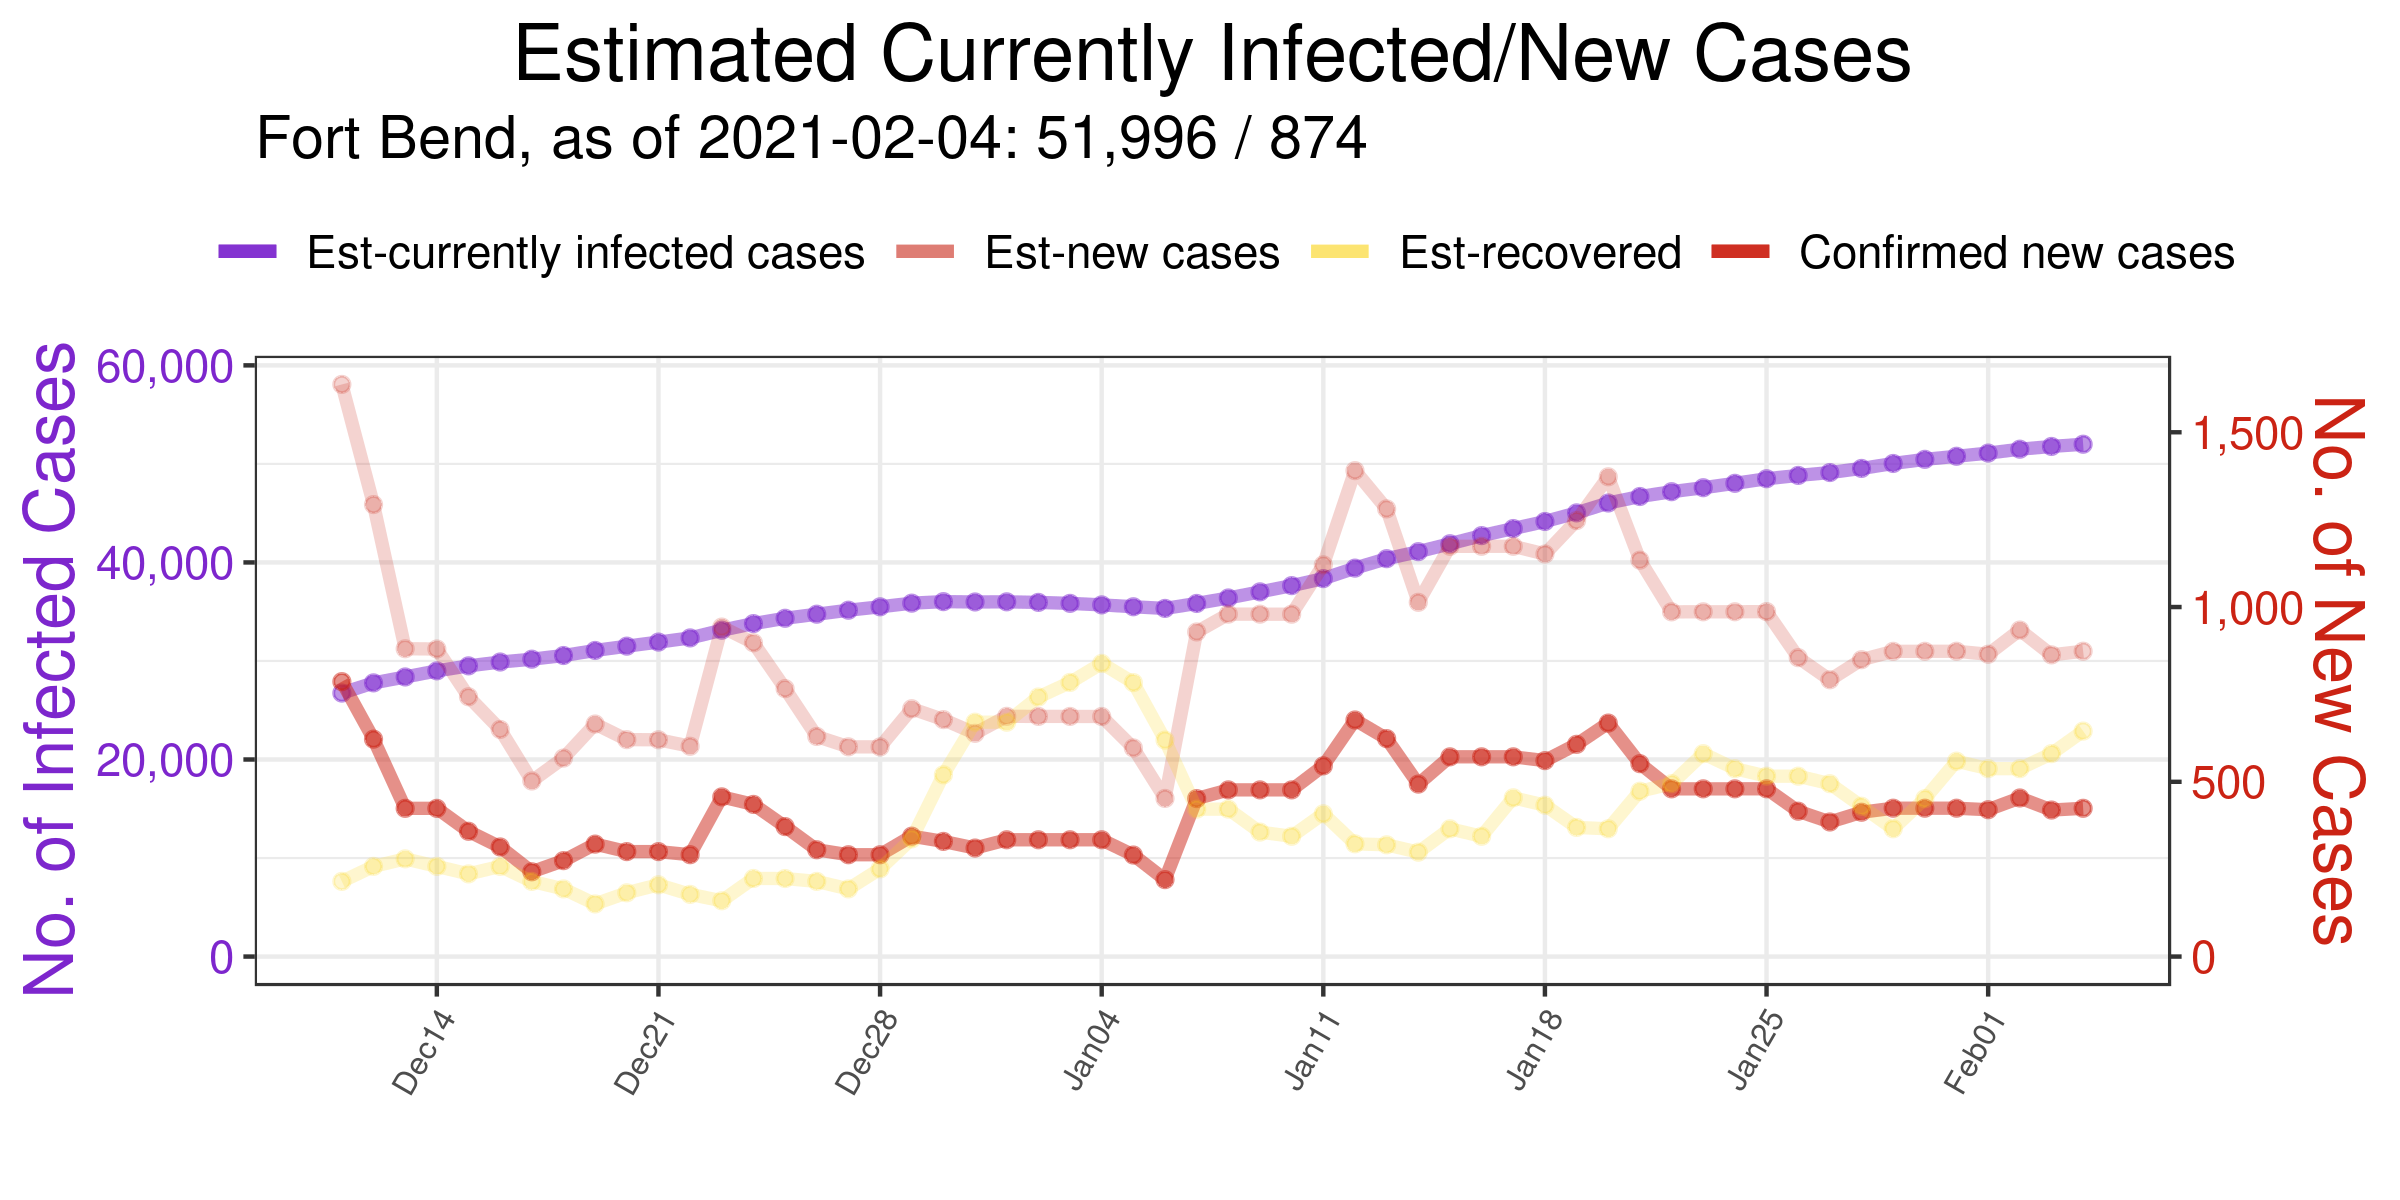 Estimated Currently Infected/New Cases
Fort Bend, as of 2021-02-04: 51,996 / 874
Est-currently infected cases Est-new cases Est-recovered Confirmed new cases
No. of Infected Cases
60,000
40,000
20,000
0
1,500
1,000
500
0
No. of New Cases
Dec14 Dec21 Dec28 Jan04 Jan11 Jan18 Jan25 Feb01